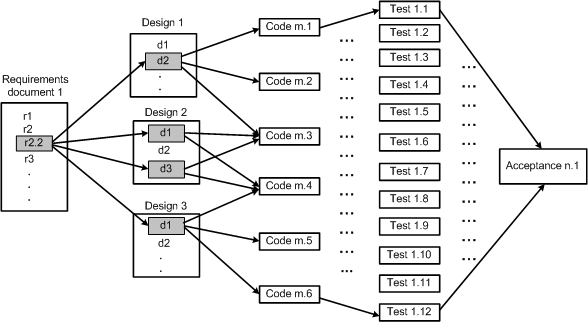 Requirements
document 1
r1
r2
r2.2
r3
.
.
.
Design 1
d1
d2
.
.
Design 2
d1
d2
d3
Design 3
d1
d2
.
.
Code m.1
Code m.2
Code m.3
Code m.4
Code m.5
Code m.6
...
...
...
...
...
...
...
...
...
Test 1.1
Test 1.2
Test 1.3
Test 1.4
Test 1.5
Test 1.6
Test 1.7
Test 1.8
Test 1.9
Test 1.10
Test 1.11
Test 1.12
...
...
...
...
...
...
...
Acceptance n.1